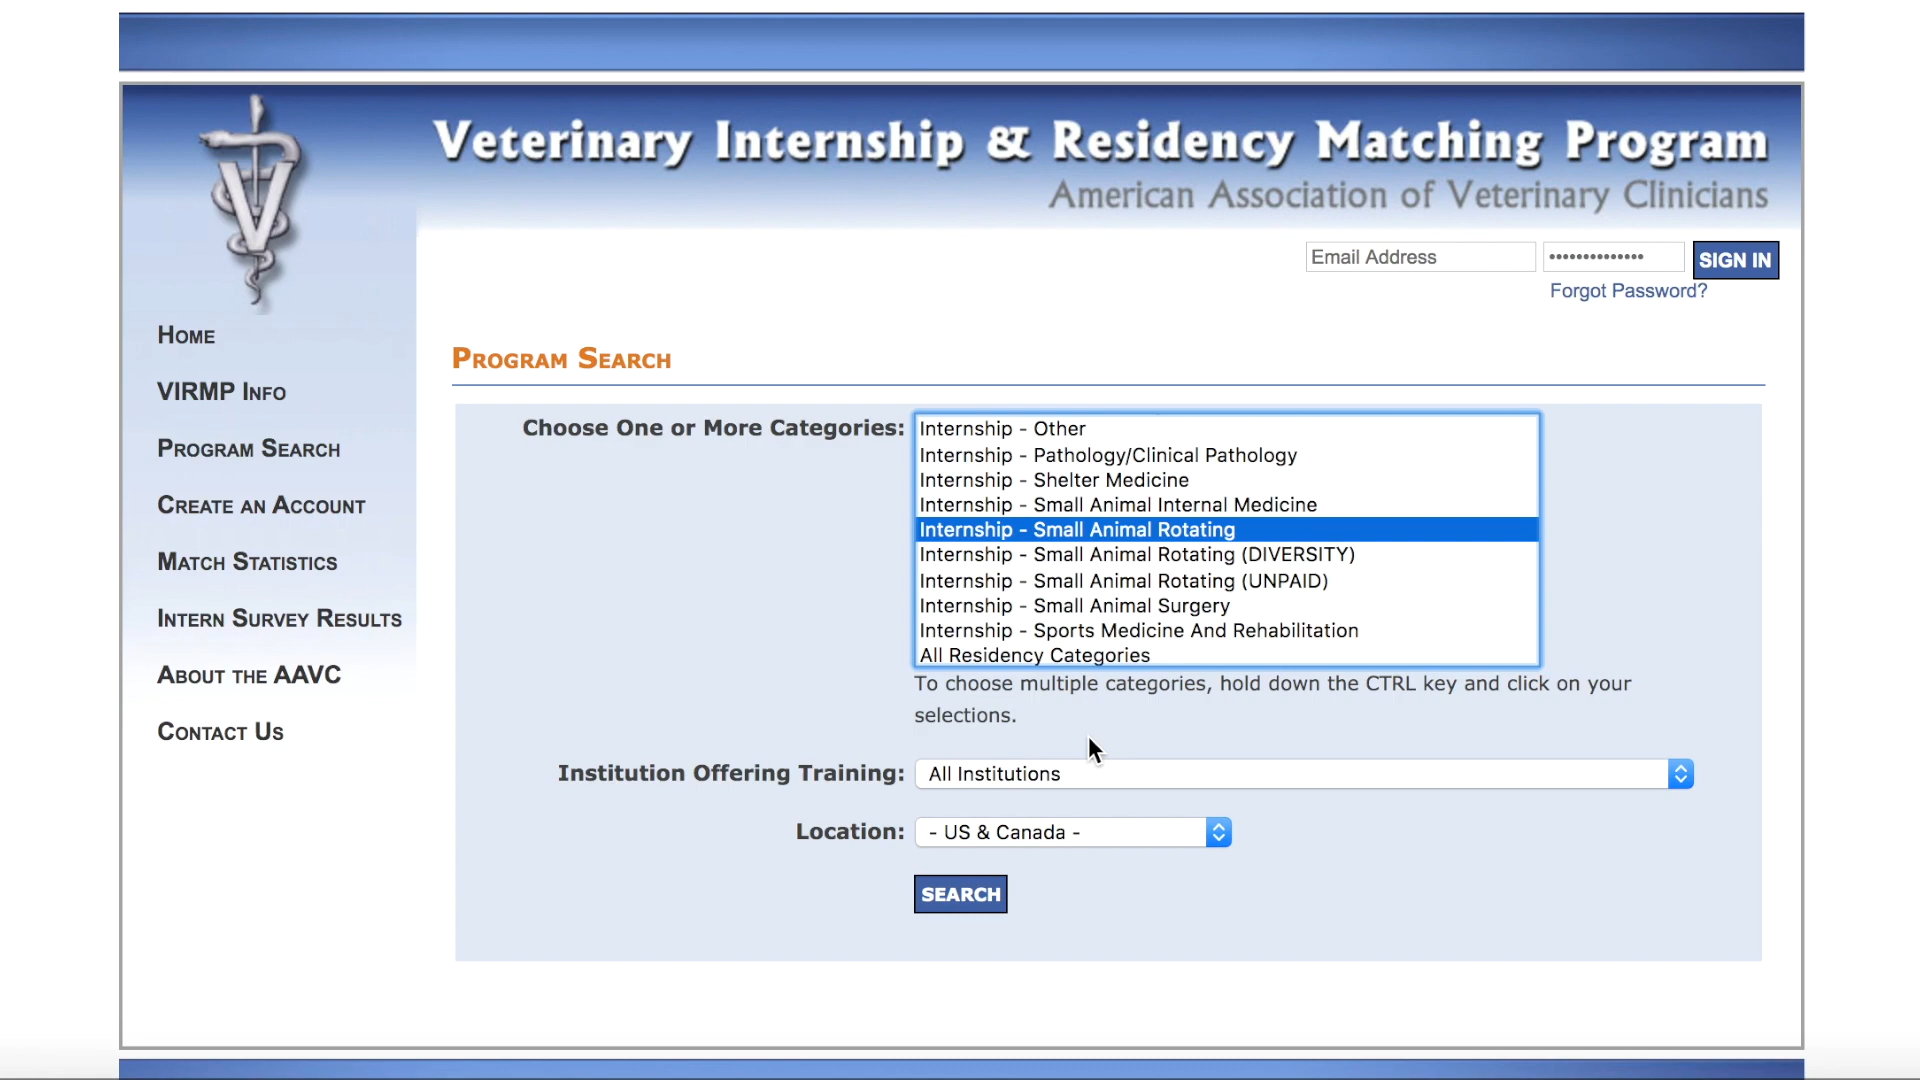 Veterinary Internship & Residency Matching Program
American Association of Veterinary Clinicians
V
Email Address
••••••••••••••
SIGN IN
Forgot Password?
HOME
VIRMP INFO
PROGRAM SEARCH
CREATE AN ACCOUNT
MATCH STATISTICS
INTERN SURVEY RESULTS
ABOUT THE AAVC
CONTACT US
PROGRAM SEARCH
Choose One or More Categories:
Internship - Other
Internship - Pathology/Clinical Pathology
Internship - Shelter Medicine
Internship - Small Animal Internal Medicine
Internship - Small Animal Rotating
Internship - Small Animal Rotating (DIVERSITY)
Internship - Small Animal Rotating (UNPAID)
Internship - Small Animal Surgery
Internship - Sports Medicine And Rehabilitation
All Residency Categories
To choose multiple categories, hold down the CTRL key and click on your
selections.
Institution Offering Training: All Institutions
Location: - US & Canada -
SEARCH